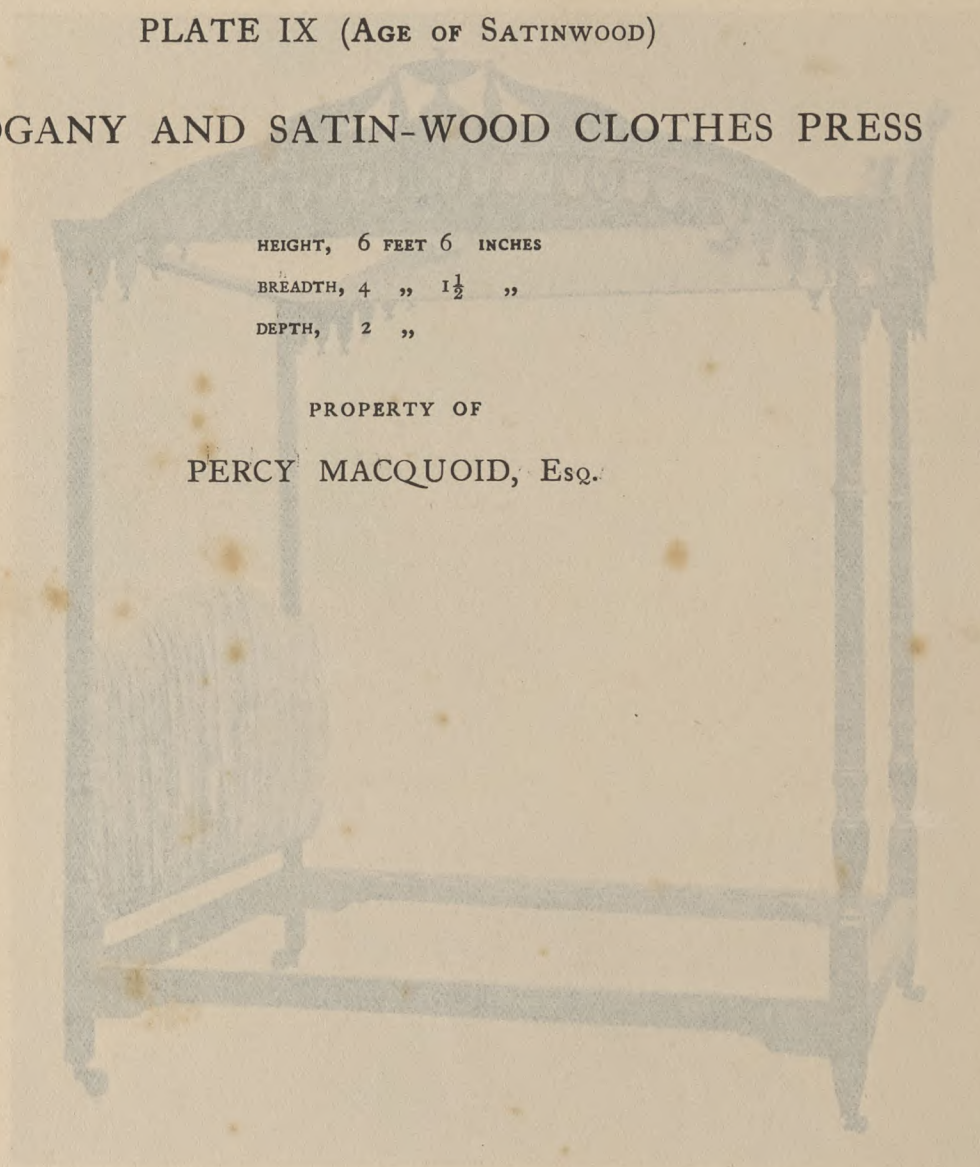 PLATE IX (AGE OF SATINWOOD)
OGANY AND SATIN-WOOD CLOTHES PRESS
HEIGHT, 6 FEET 6 INCHES
BREADTH, 4 „ 1½ „
DEPTH, 2 „
PROPERTY OF
PERCY MACQUOID, Esq.